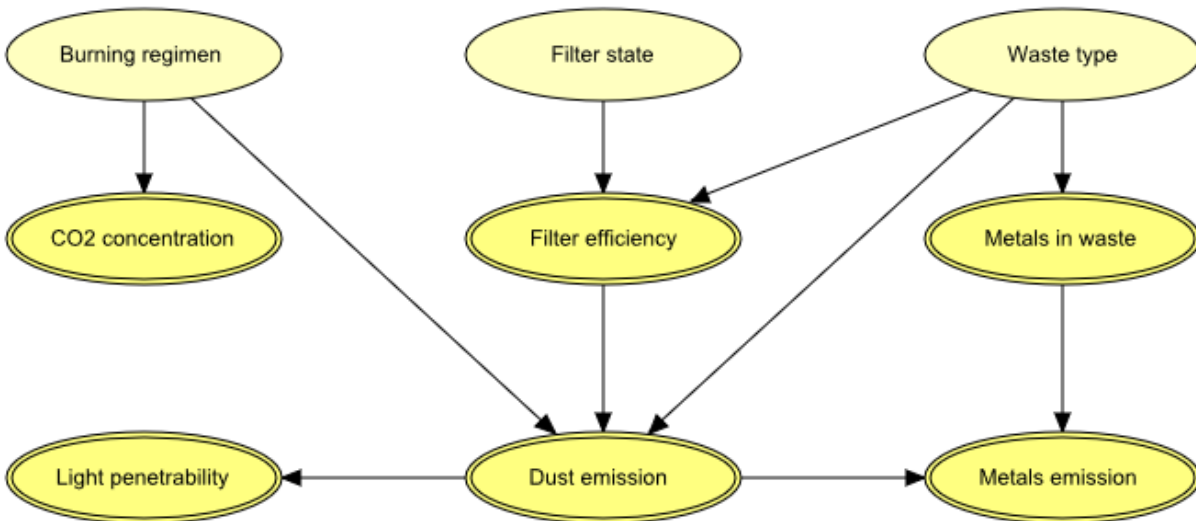 Burning regimen
Filter state
Waste type
CO2 concentration
Filter efficiency
Metals in waste
Light penetrability
Dust emission
Metals emission